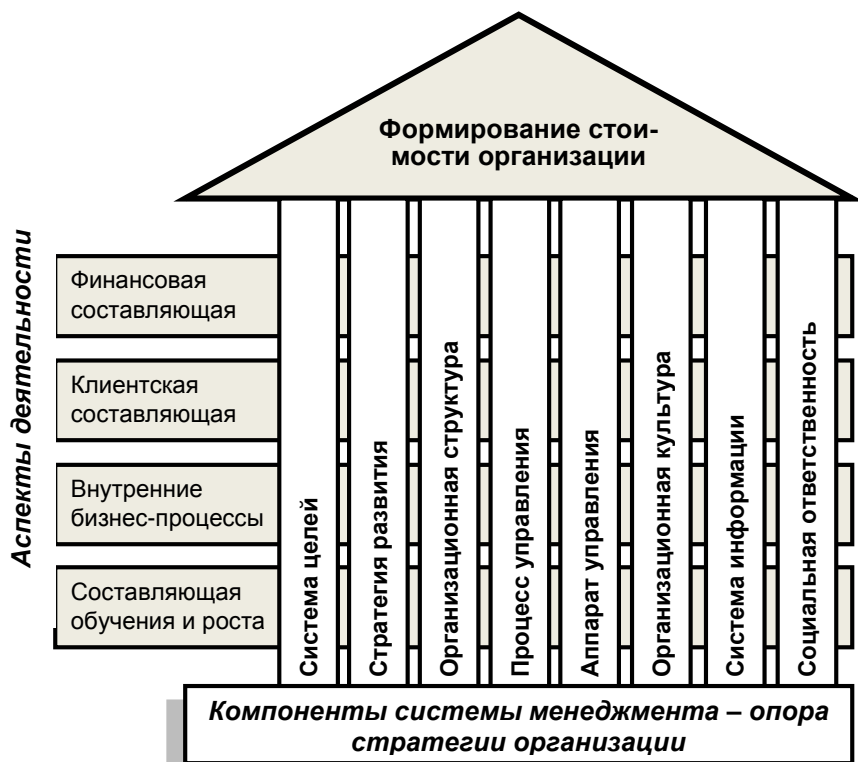 Формирование стои-
мости организации
Аспекты деятельности
Финансовая
составляющая
Клиентская
составляющая
Внутренние
бизнес-процессы
Составляющая
обучения и роста
Система целей
Стратегия развития
Организационная структура
Процесс управления
Аппарат управления
Организационная культура
Система информации
Социальная ответственность
Компоненты системы менеджмента – опора
стратегии организации